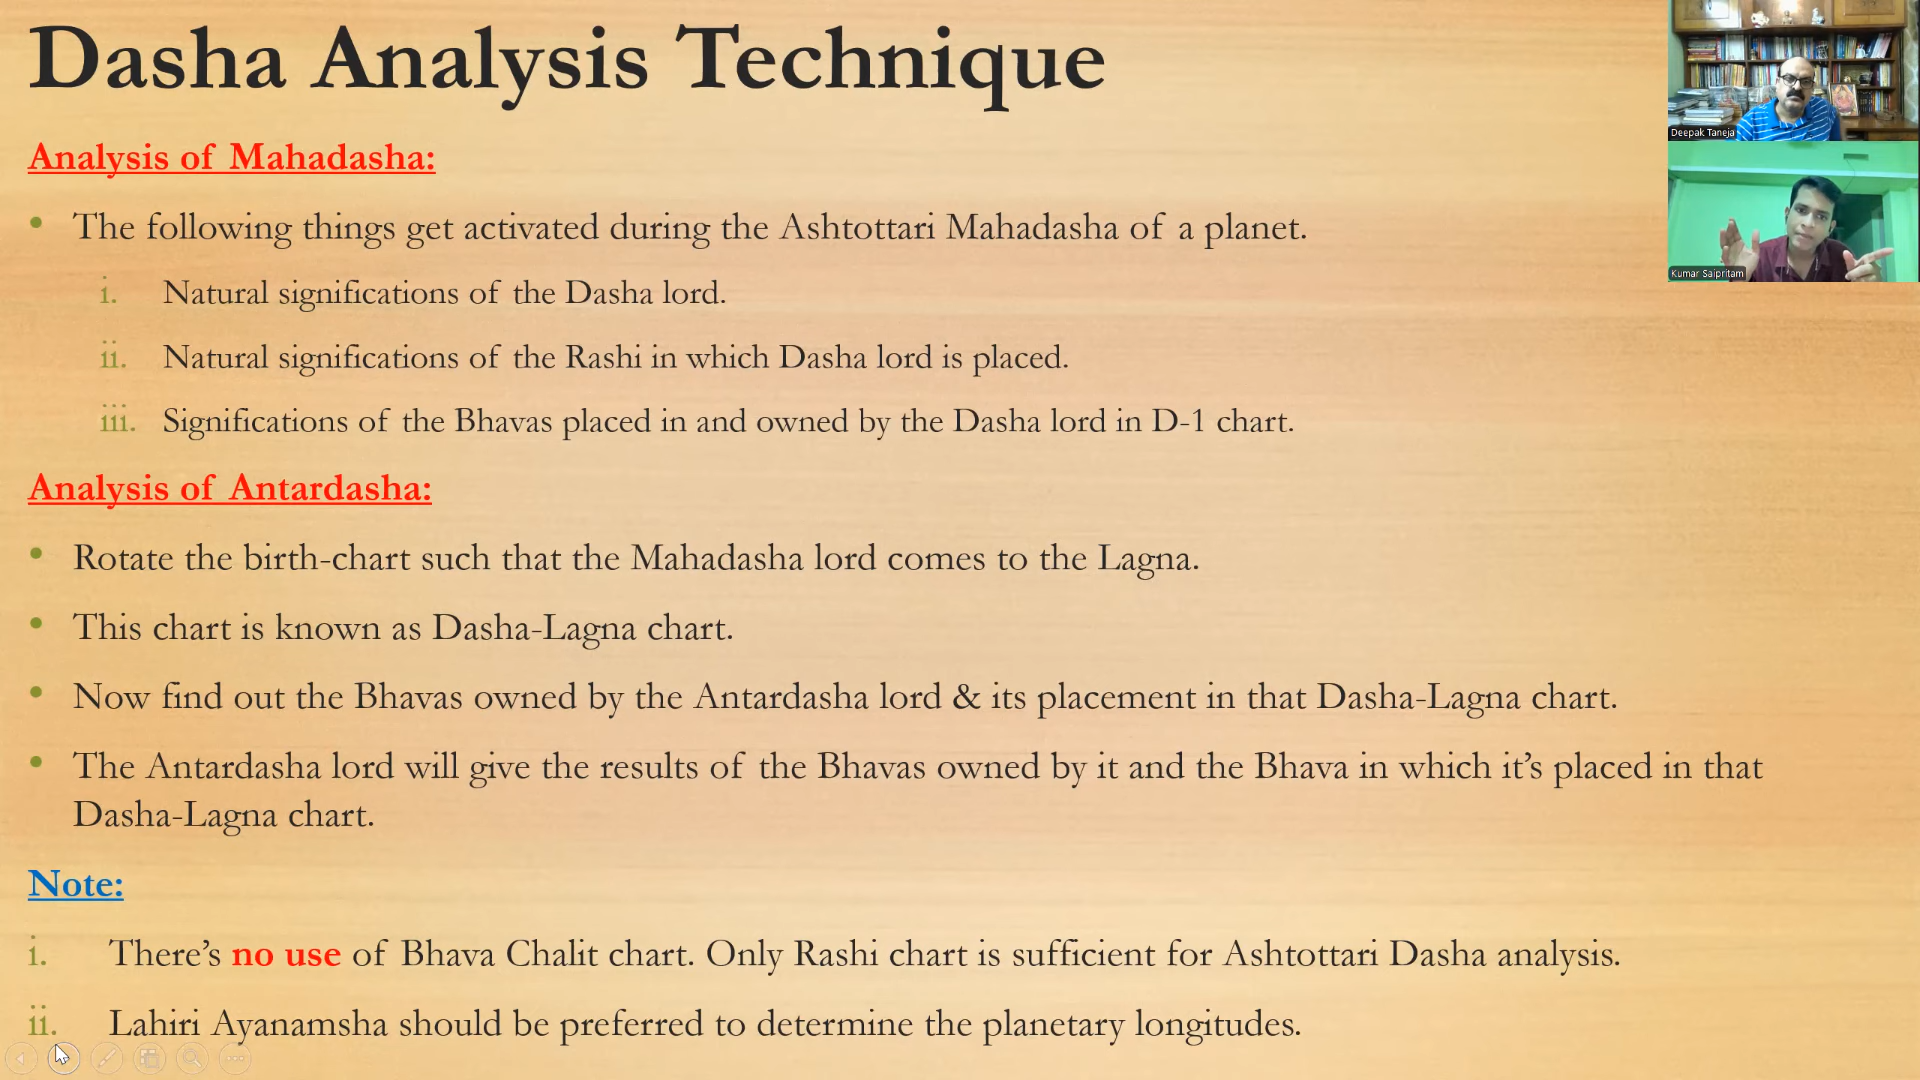 Dasha Analysis Technique
Analysis of Mahadasha:
• The following things get activated during the Ashtottari Mahadasha of a planet.
i. Natural significations of the Dasha lord.
ii. Natural significations of the Rashi in which Dasha lord is placed.
iii. Significations of the Bhavas placed in and owned by the Dasha lord in D-1 chart.
Analysis of Antardasha:
• Rotate the birth-chart such that the Mahadasha lord comes to the Lagna.
• This chart is known as Dasha-Lagna chart.
• Now find out the Bhavas owned by the Antardasha lord & its placement in that Dasha-Lagna chart.
• The Antardasha lord will give the results of the Bhavas owned by it and the Bhava in which it’s placed in that
Dasha-Lagna chart.
Note:
i. There’s no use of Bhava Chalit chart. Only Rashi chart is sufficient for Ashtottari Dasha analysis.
ii. Lahiri Ayanamsha should be preferred to determine the planetary longitudes.
Deepak Taneja
Kumar Saipritam